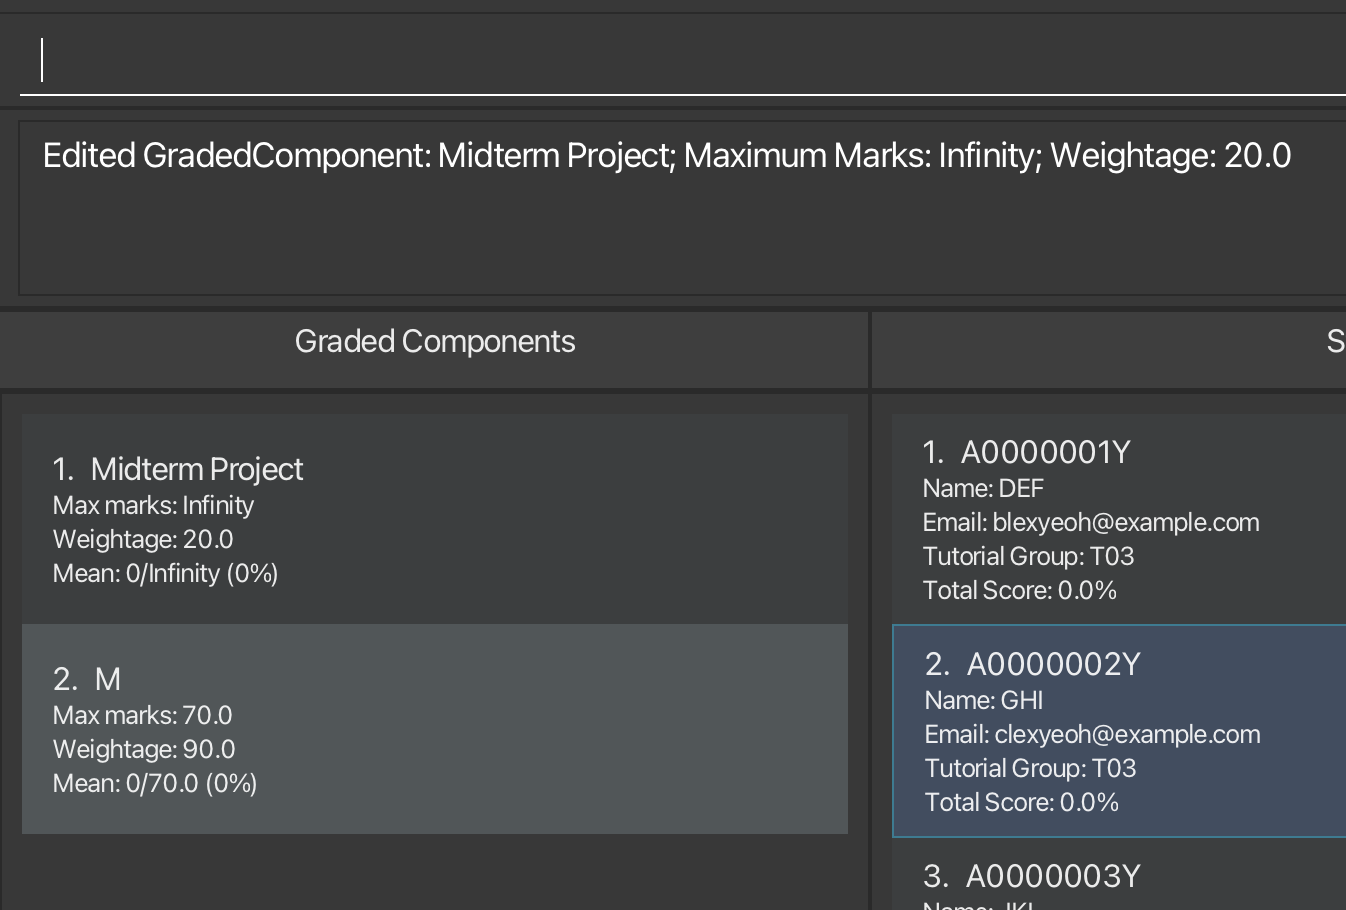 Edited GradedComponent: Midterm Project; Maximum Marks: Infinity; Weightage: 20.0
Graded Components
S
1. Midterm Project
Max marks: Infinity
Weightage: 20.0
Mean: 0/Infinity (0%)
2. M
Max marks: 70.0
Weightage: 90.0
Mean: 0/70.0 (0%)
1. A0000001Y
Name: DEF
Email: blexyeoh@example.com
Tutorial Group: T03
Total Score: 0.0%
2. A0000002Y
Name: GHI
Email: clexyeoh@example.com
Tutorial Group: T03
Total Score: 0.0%
3. A0000003Y
Name: JKL